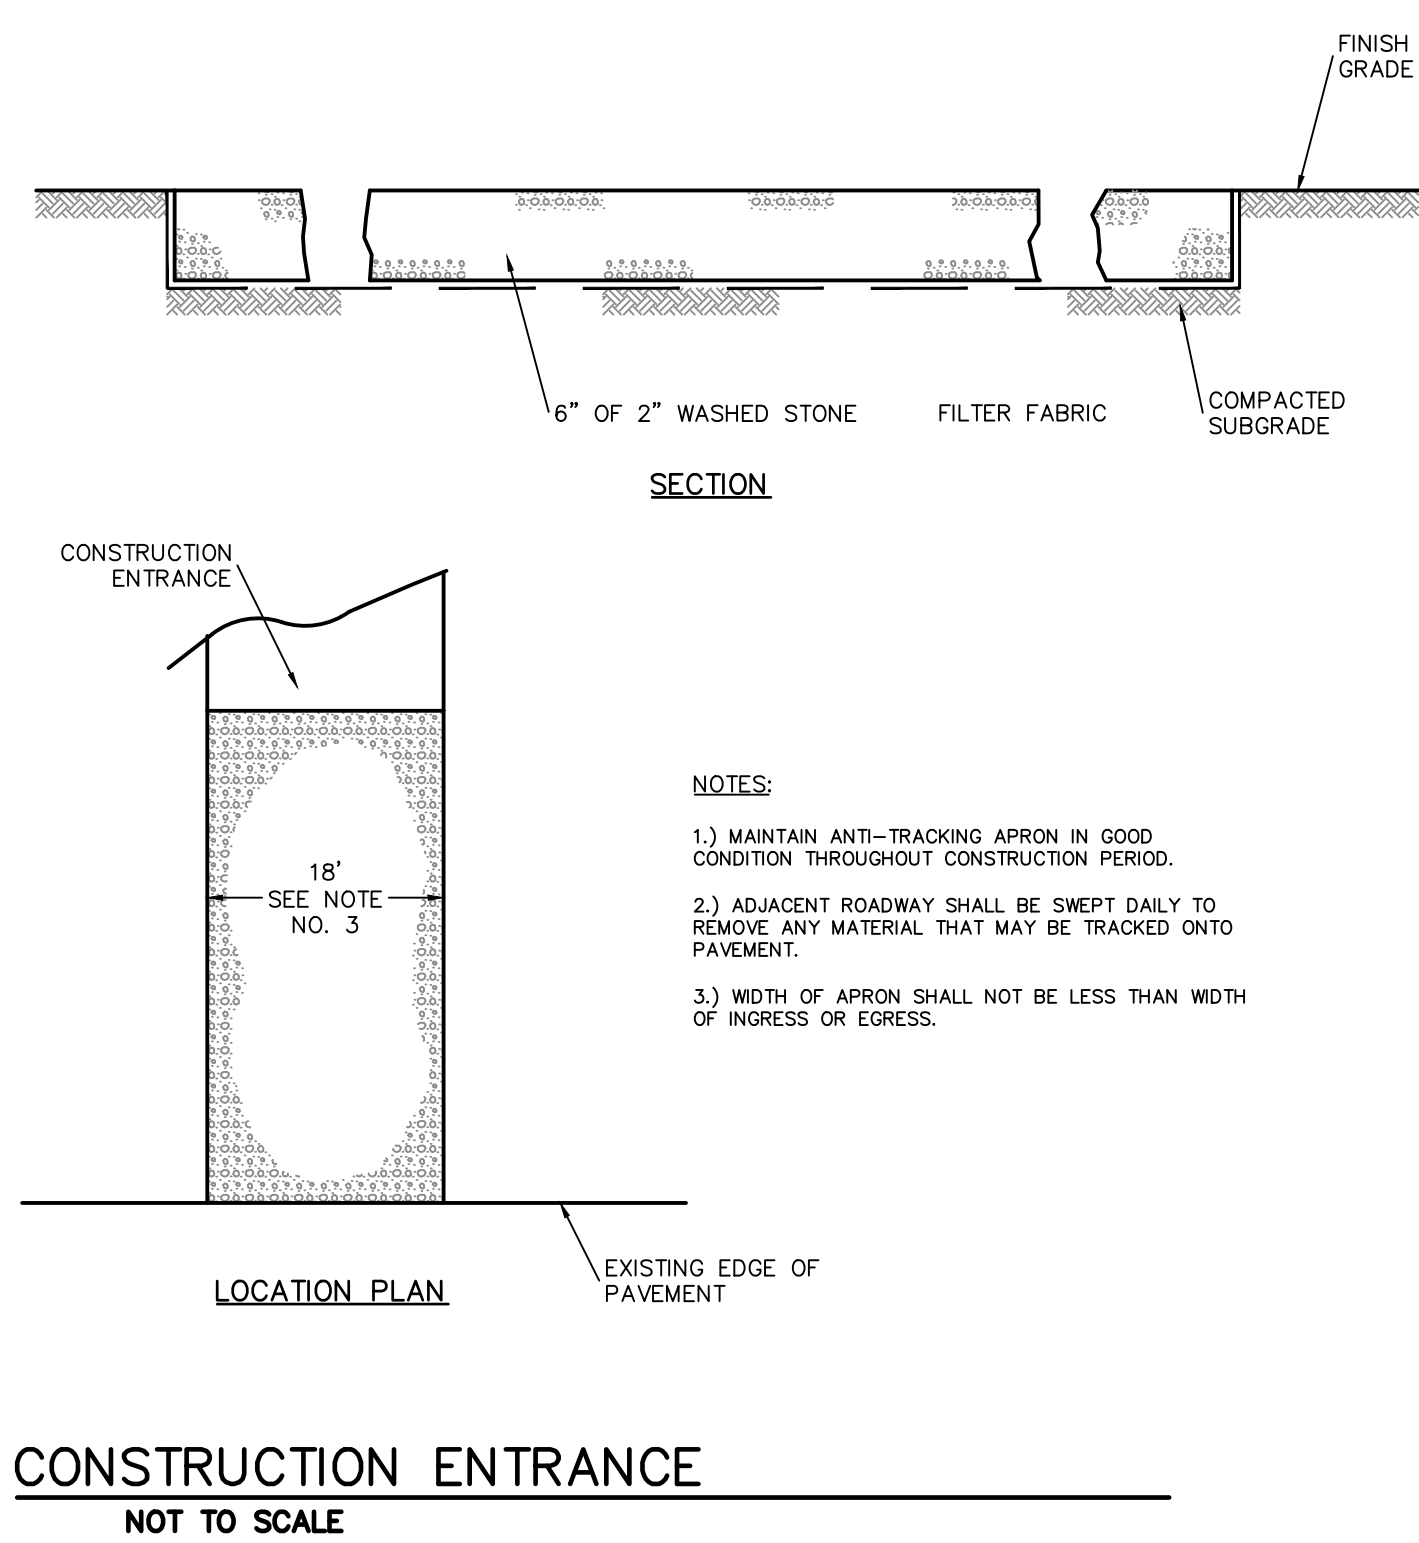 FINISH
GRADE
6” OF 2” WASHED STONE
FILTER FABRIC
COMPACTED
SUBGRADE
SECTION
CONSTRUCTION
ENTRANCE
18'
SEE NOTE
NO. 3
NOTES:
1.) MAINTAIN ANTI-TRACKING APRON IN GOOD
CONDITION THROUGHOUT CONSTRUCTION PERIOD.
2.) ADJACENT ROADWAY SHALL BE SWEPT DAILY TO
REMOVE ANY MATERIAL THAT MAY BE TRACKED ONTO
PAVEMENT.
3.) WIDTH OF APRON SHALL NOT BE LESS THAN WIDTH
OF INGRESS OR EGRESS.
EXISTING EDGE OF
PAVEMENT
LOCATION PLAN
CONSTRUCTION ENTRANCE
NOT TO SCALE